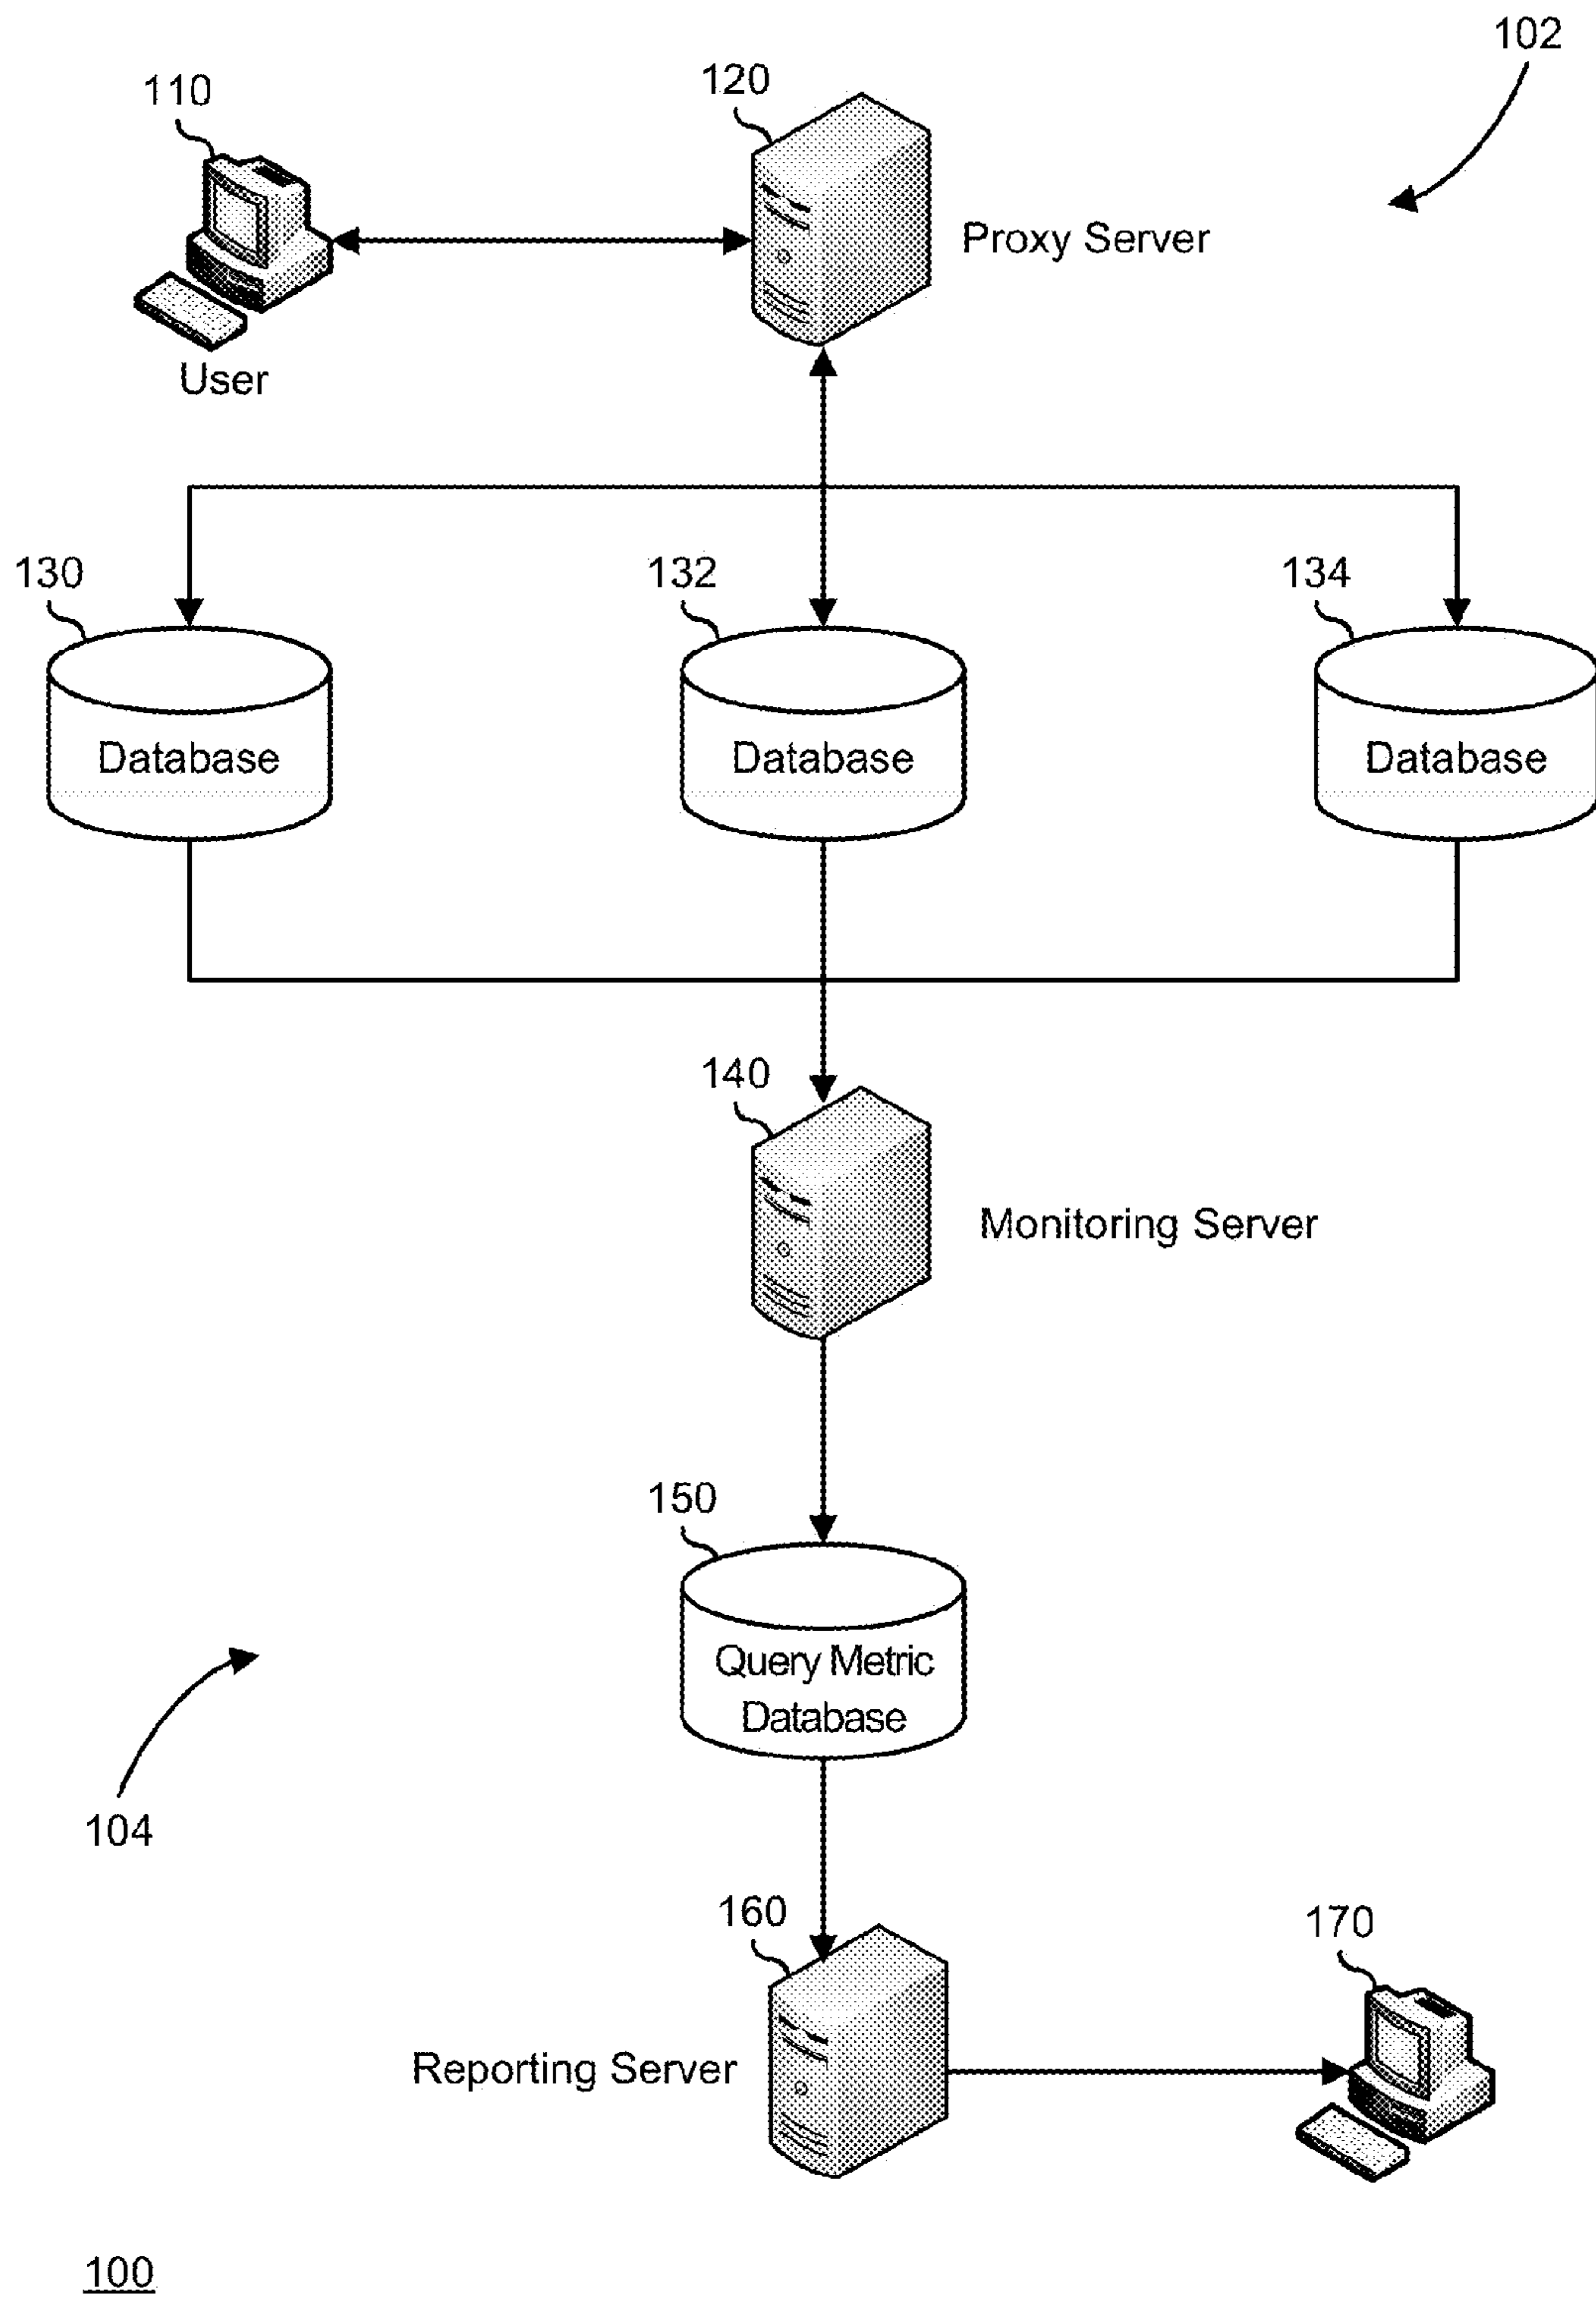 102
110
120
Proxy Server
User
130
132
134
Database
Database
Database
140
Monitoring Server
150
Query Metric
Database
104
160
170
Reporting Server
100